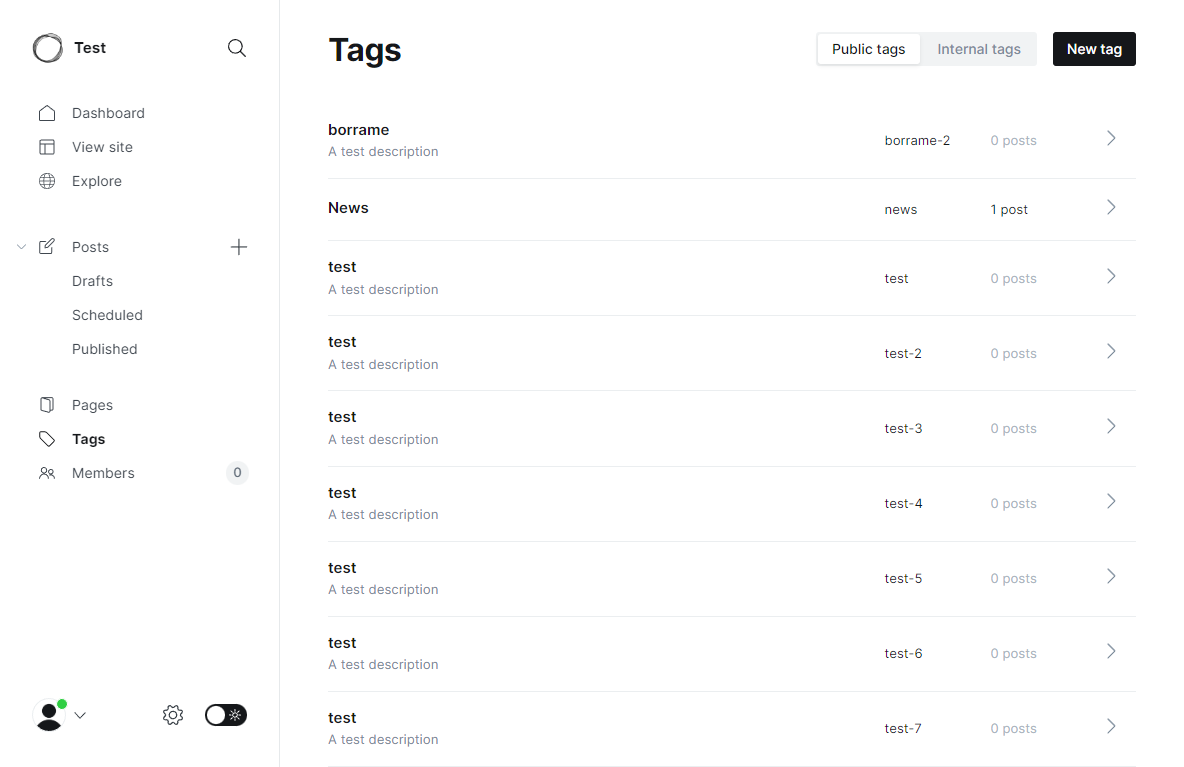 Test
Dashboard
View site
Explore
Posts
Drafts
Scheduled
Published
Pages
Tags
Members 0
Tags
Public tags Internal tags New tag
borrame
A test description
borrame-2 0 posts
News
news 1 post
test
A test description
test 0 posts
test
A test description
test-2 0 posts
test
A test description
test-3 0 posts
test
A test description
test-4 0 posts
test
A test description
test-5 0 posts
test
A test description
test-6 0 posts
test
A test description
test-7 0 posts